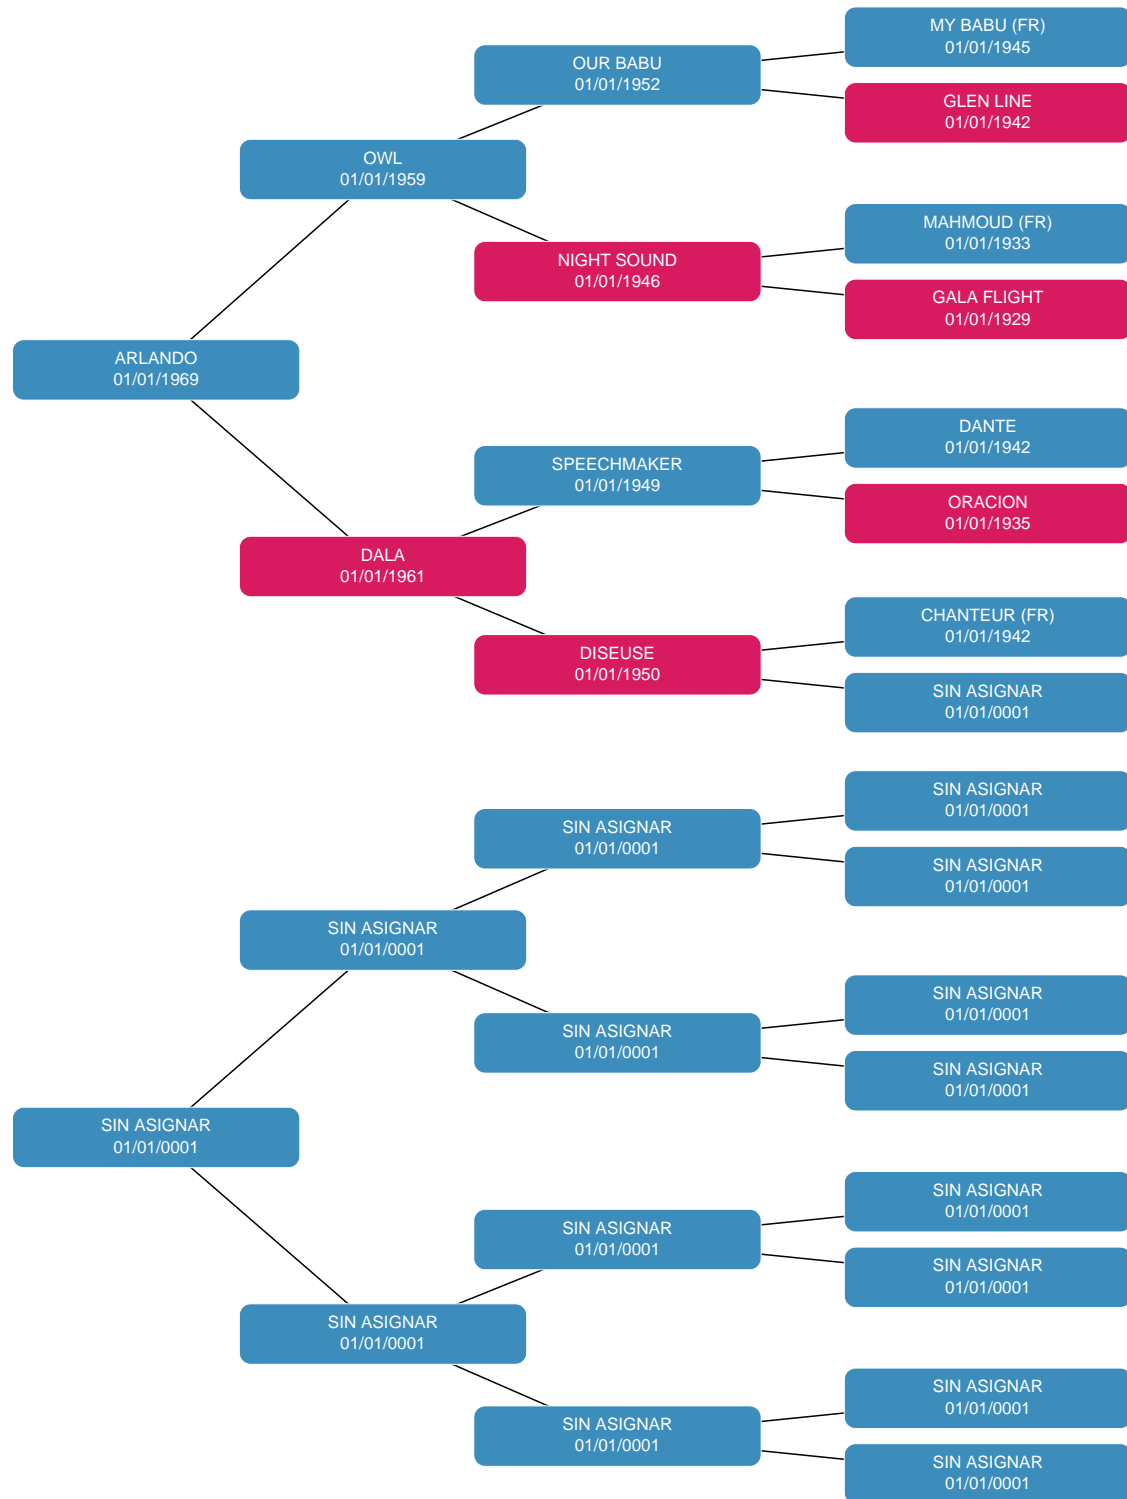 MY BABU (FR)
01/01/1945
OUR BABU
01/01/1952
GLEN LINE
01/01/1942
OWL
01/01/1959
MAHMOUD (FR)
01/01/1933
NIGHT SOUND
01/01/1946
GALA FLIGHT
01/01/1929
ARLANDO
01/01/1969
DANTE
01/01/1942
SPEECHMAKER
01/01/1949
ORACION
01/01/1935
DALA
01/01/1961
CHANTEUR (FR)
01/01/1942
DISEUSE
01/01/1950
SIN ASIGNAR
01/01/0001
SIN ASIGNAR
01/01/0001
SIN ASIGNAR
01/01/0001
SIN ASIGNAR
01/01/0001
SIN ASIGNAR
01/01/0001
SIN ASIGNAR
01/01/0001
SIN ASIGNAR
01/01/0001
SIN ASIGNAR
01/01/0001
SIN ASIGNAR
01/01/0001
SIN ASIGNAR
01/01/0001
SIN ASIGNAR
01/01/0001
SIN ASIGNAR
01/01/0001
SIN ASIGNAR
01/01/0001
SIN ASIGNAR
01/01/0001
SIN ASIGNAR
01/01/0001
SIN ASIGNAR
01/01/0001